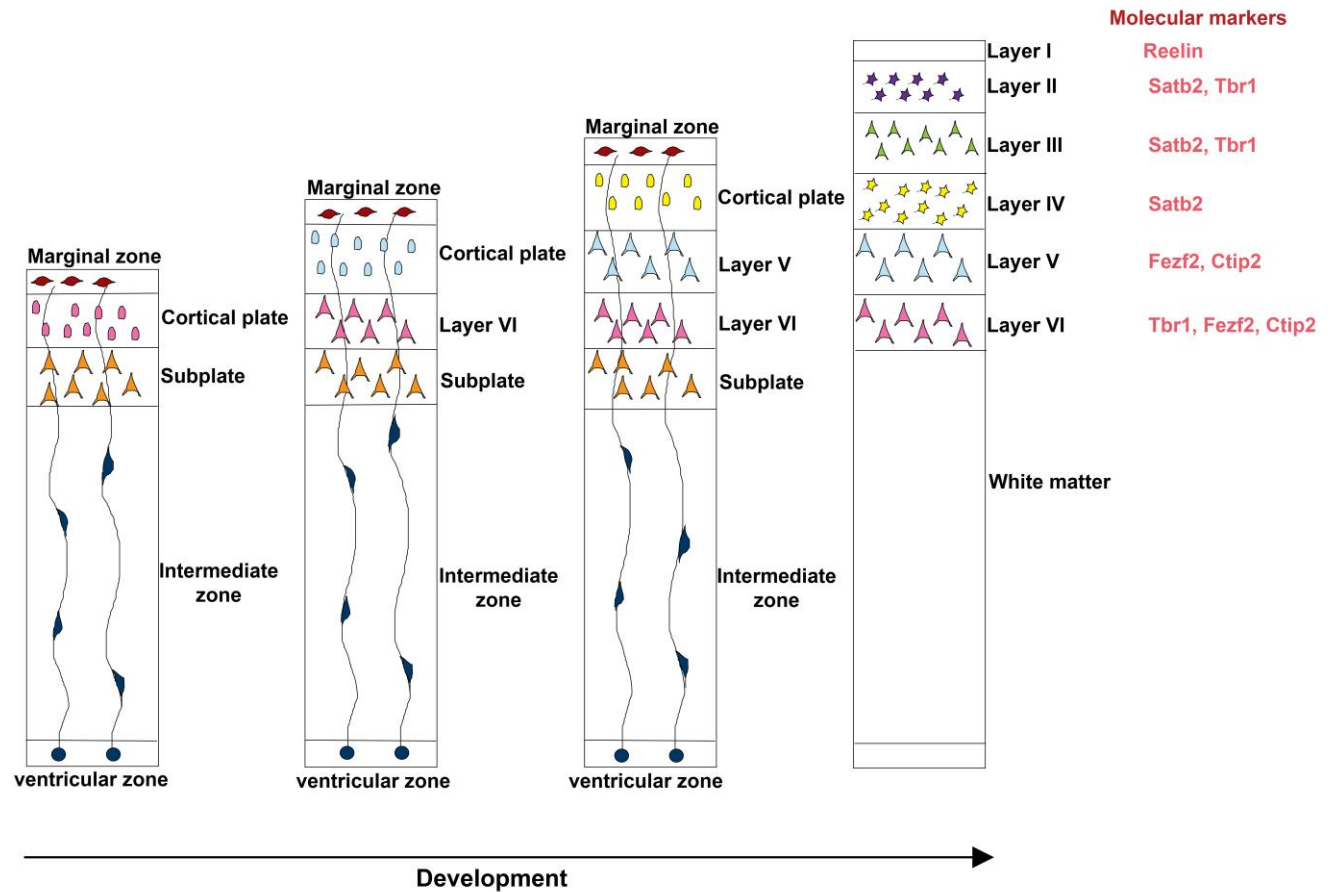 Marginal zone
Cortical plate
Subplate
Intermediate
zone
ventricular zone
Marginal zone
Cortical plate
Layer VI
Subplate
Intermediate
zone
ventricular zone
Marginal zone
Cortical plate
Layer V
Layer VI
Subplate
Intermediate
zone
ventricular zone
Molecular markers
Layer I Reelin
Layer II Satb2, Tbr1
Layer III Satb2, Tbr1
Layer IV Satb2
Layer V Fezf2, Ctip2
Layer VI Tbr1, Fezf2, Ctip2
White matter
Development